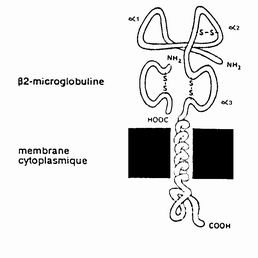 α1
α2
S-S
NH₂
NH₂
β2-microglobuline
S
S
S
S
α3
HOOC
membrane
cytoplasmique
COOH